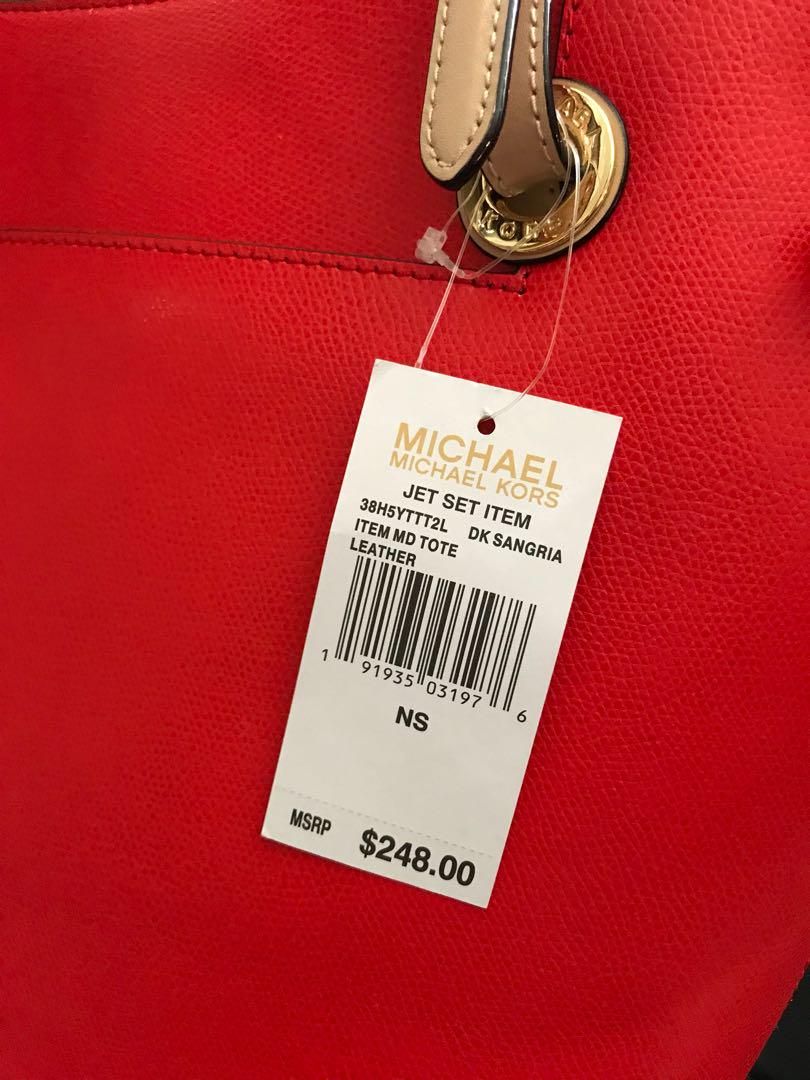 KORS
MICHAEL
MICHAEL KORS
JET SET ITEM
38H5YTTT2L DK SANGRIA
ITEM MD TOTE
LEATHER
1 91935 03197 6
NS
MSRP $248.00